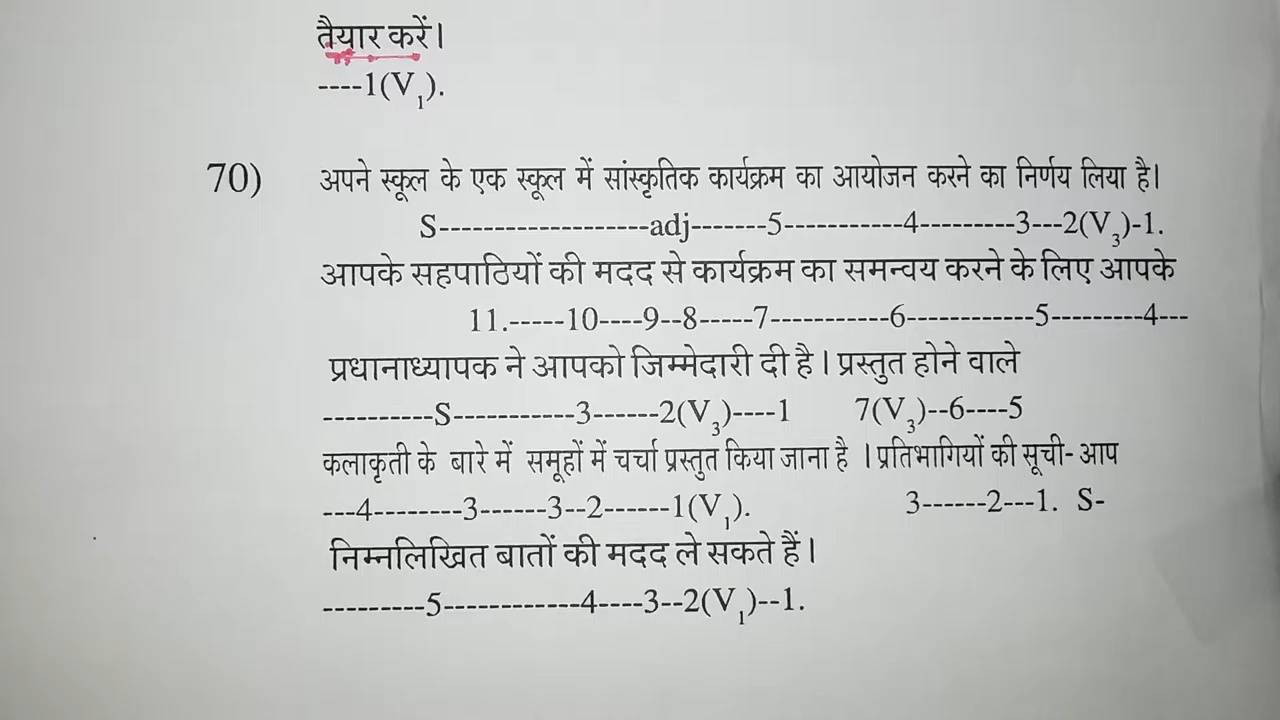 तैयार करें।
----1(V₁).
70) अपने स्कूल के एक स्कूल में सांस्कृतिक कार्यक्रम का आयोजन करने का निर्णय लिया है।
S-------------------adj-------5-----------4---------3---2(V₃)-1.
आपके सहपाठियों की मदद से कार्यक्रम का समन्वय करने के लिए आपके
11.-----10----9--8-----7-----------6------------5---------4---
प्रधानाध्यापक ने आपको जिम्मेदारी दी है। प्रस्तुत होने वाले
----------S-----------3------2(V₃)----1 7(V₃)--6----5
कलाकृती के बारे में समूहों में चर्चा प्रस्तुत किया जाना है । प्रतिभागियों की सूची- आप
---4--------3------3--2------1(V₁). 3------2---1. S-
निम्नलिखित बातों की मदद ले सकते हैं।
---------5------------4----3--2(V₁)--1.